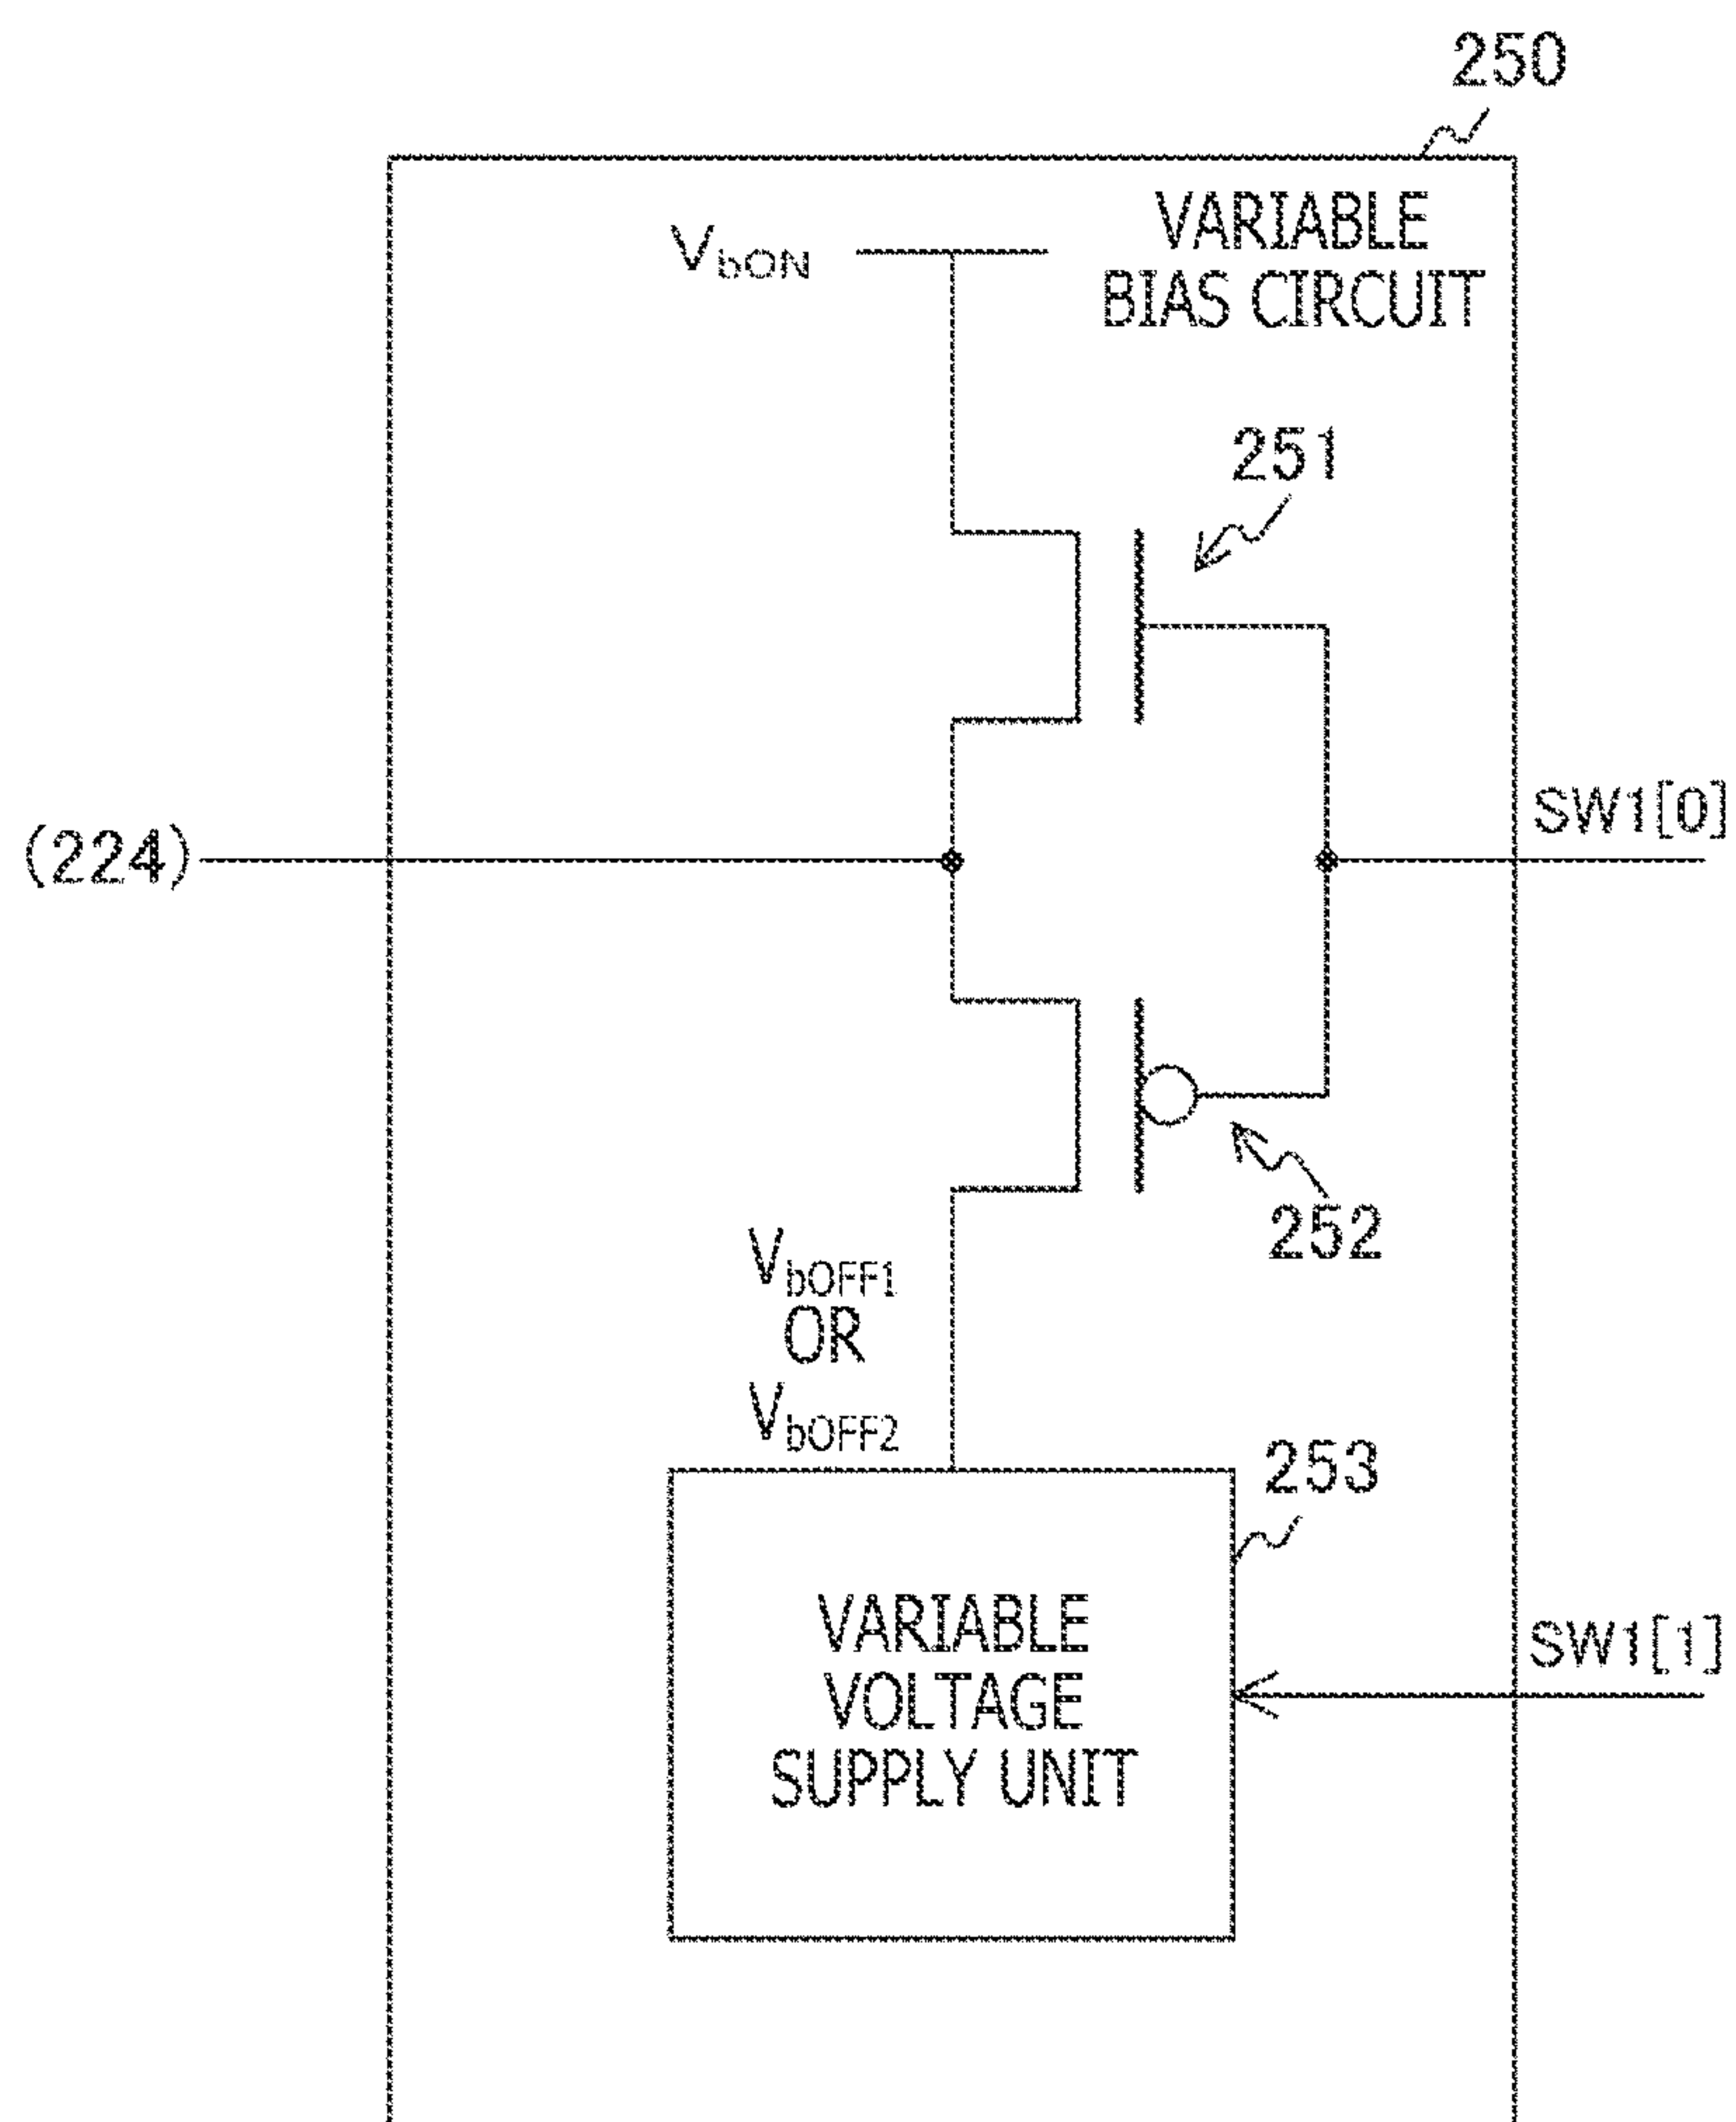 250
VARIABLE
BIAS CIRCUIT
VbON
251
SW1[0]
(224)
252
VbOFF1
OR
VbOFF2
253
VARIABLE
VOLTAGE
SUPPLY UNIT
SW1[1]